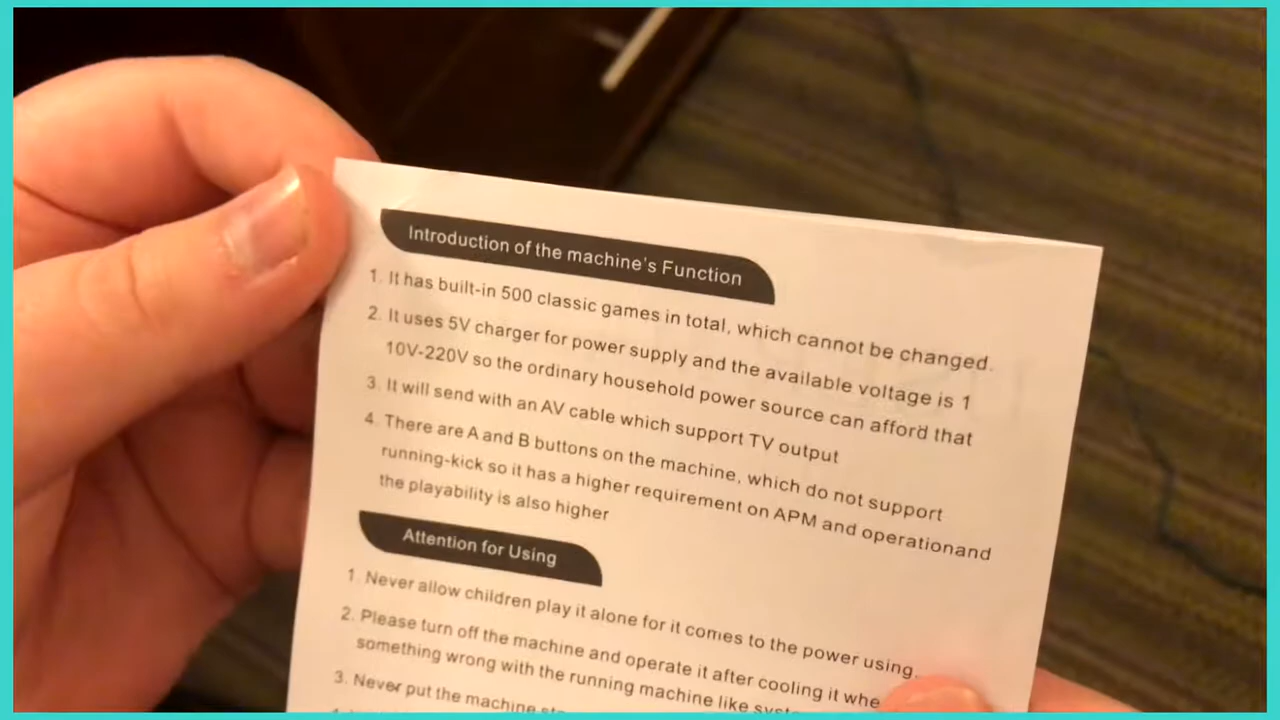 Introduction of the machine's Function
1. It has built-in 500 classic games in total, which cannot be changed.
2. It uses 5V charger for power supply and the available voltage is 1
10V-220V so the ordinary household power source can afford that
3. It will send with an AV cable which support TV output
4. There are A and B buttons on the machine, which do not support
running-kick so it has a higher requirement on APM and operationand
the playability is also higher
Attention for Using
1. Never allow children play it alone for it comes to the power using.
2. Please turn off the machine and operate it after cooling it
something wrong with the running machine like
3. Never put the machine